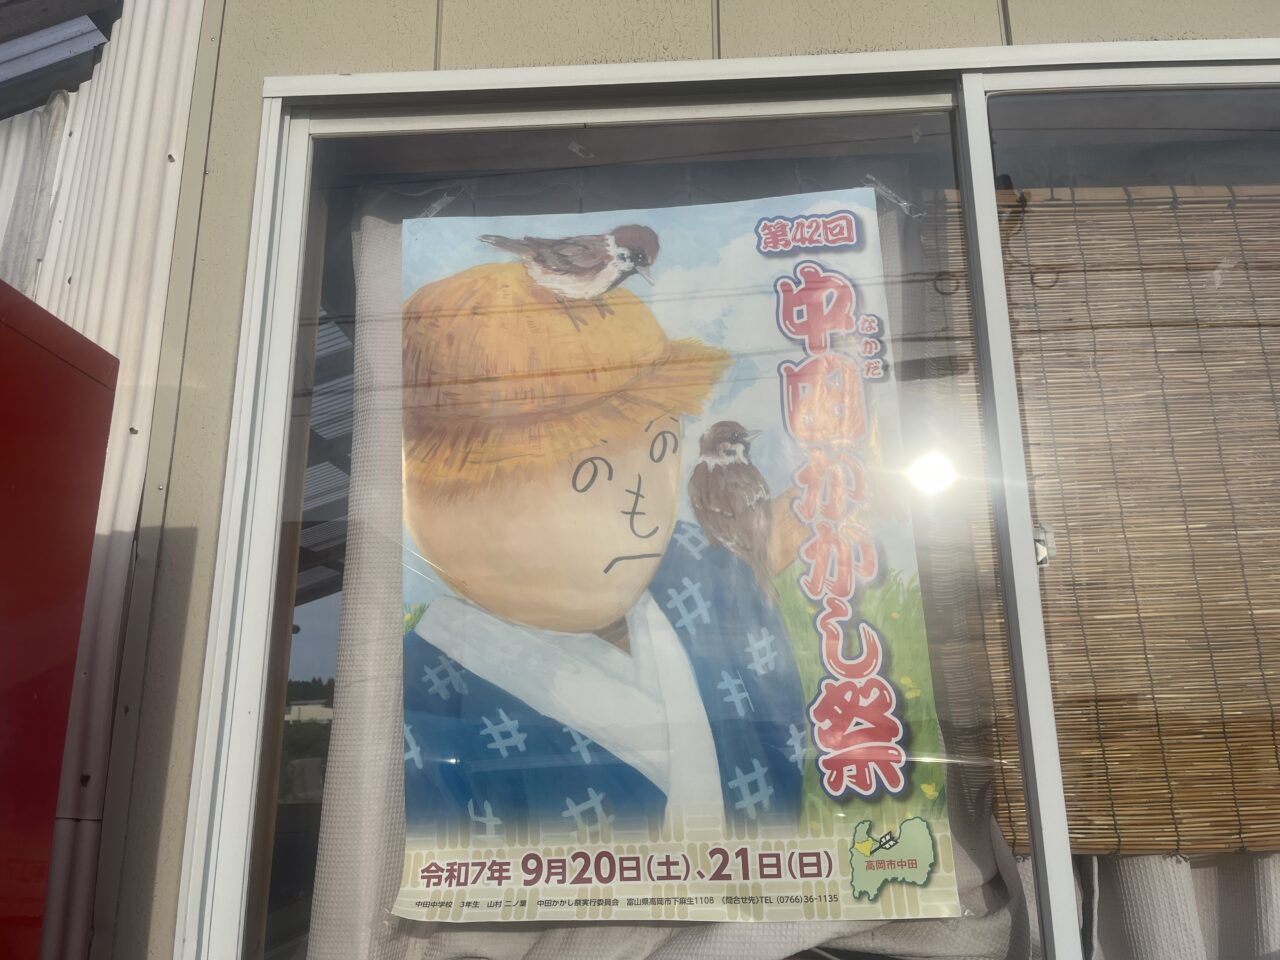 第42回
中田かかし祭
なかだ
のの
も
へ
令和7年 9月20日(土)、21日(日)
高岡市中田
中田中学校 3年生 山村 二ノ葉 中田かかし祭実行委員会 富山県高岡市下麻生1108 《問合せ先》TEL (0766)36-1135